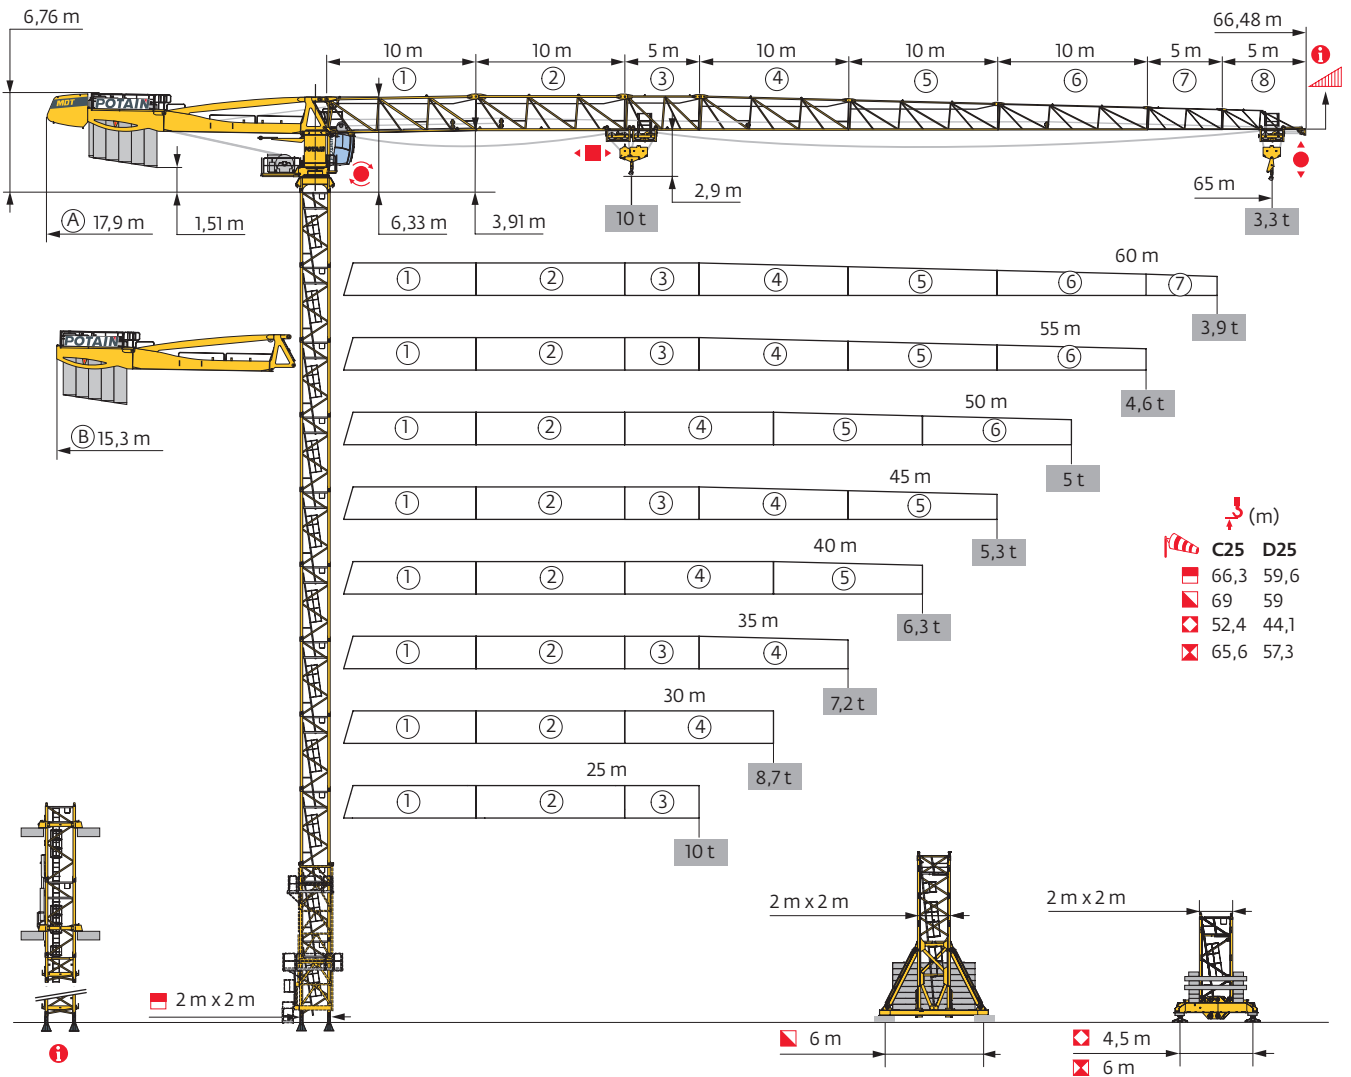 6,76 m
66,48 m
10 m 10 m 5 m 10 m 10 m 10 m 5 m 5 m
1 2 3 4 5 6 7 8
i
MDT POTAIN
POTAIN
A 17,9 m
1,51 m
6,33 m
3,91 m
2,9 m
10 t
65 m
3,3 t
60 m
1 2 3 4 5 6 7
3,9 t
55 m
1 2 3 4 5 6
4,6 t
POTAIN
B 15,3 m
50 m
1 2 4 5 6
5 t
45 m
1 2 3 4 5
5,3 t
40 m
1 2 4 5
6,3 t
35 m
1 2 3 4
7,2 t
30 m
1 2 4
8,7 t
25 m
1 2 3
10 t
(m)
C25 D25
66,3 59,6
69 59
52,4 44,1
65,6 57,3
2 m x 2 m
i
2 m x 2 m
6 m
2 m x 2 m
4,5 m
6 m